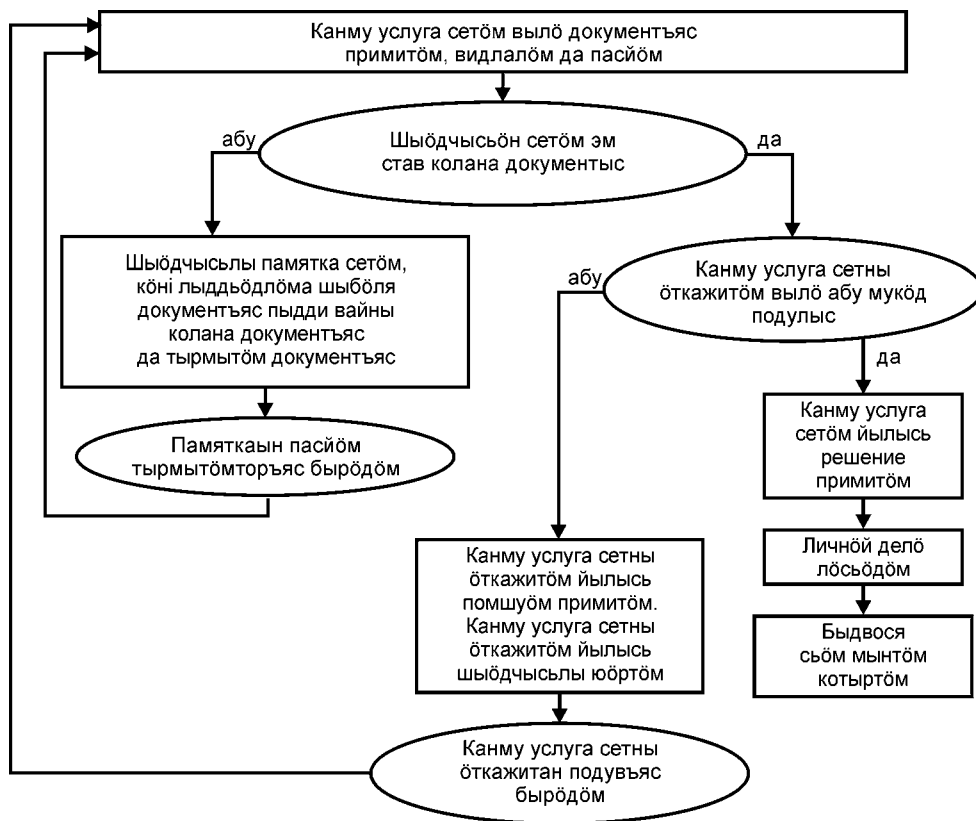 Канму услуга сетӧм вылӧ документъяс
примитӧм, видлалӧм да пасйӧм
Шыӧдчысьӧн сетӧм эм
став колана документыс
абу
да
Шыӧдчысьлы памятка сетӧм,
кӧні лыддьӧдлӧма шыбӧля
документъяс пыдди вайны
колана документъяс
да тырмытӧм документъяс
Канму услуга сетны
ӧткажитӧм вылӧ абу мукӧд
подулыс
абу
да
Памяткаын пасйӧм
тырмытӧмторъяс бырӧдӧм
Канму услуга
сетӧм йылысь
решение
примитӧм
Личнӧй делӧ
лӧсьӧдӧм
Быдвося
сьӧм мынтӧм
котыртӧм
Канму услуга сетны
ӧткажитӧм йылысь
помшуӧм примитӧм.
Канму услуга сетны
ӧткажитӧм йылысь
шыӧдчысьлы юӧртӧм
Канму услуга сетны
ӧткажитан подувъяс
бырӧдӧм